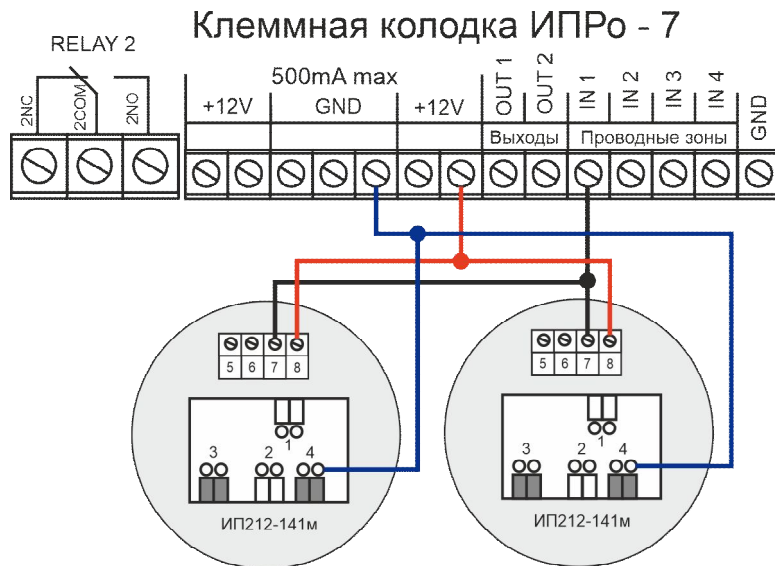 Клеммная колодка ИПРо - 7
RELAY 2
2NC
2COM
2NO
500mA max
+12V
GND
+12V
OUT 1
OUT 2
IN 1
IN 2
IN 3
IN 4
GND
Выходы
Проводные зоны
5 6 7 8
1
3 2 4
ИП212-141м
5 6 7 8
1
3 2 4
ИП212-141м